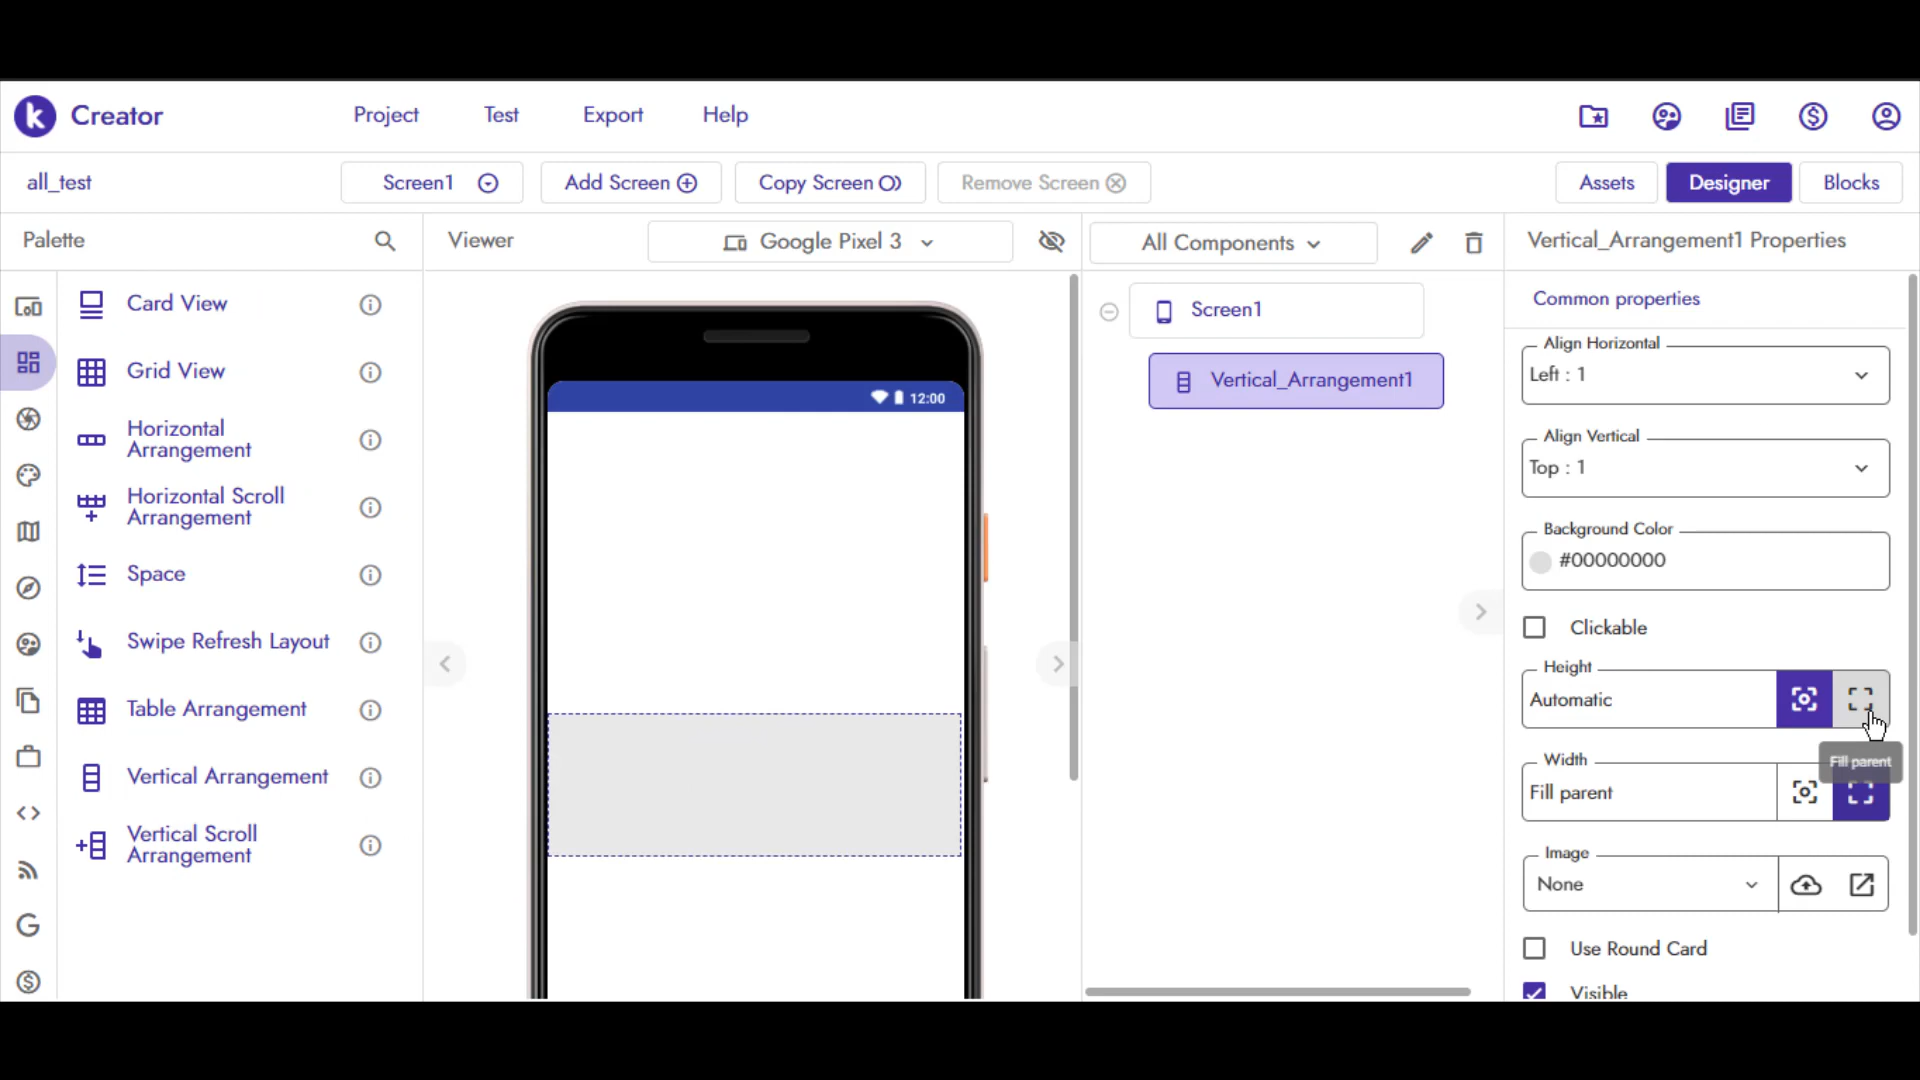 Creator
Project
Test
Export
Help
all_test
Screen1
Add Screen
Copy Screen
Remove Screen
Assets
Designer
Blocks
Palette
Viewer
Google Pixel 3
All Components
Vertical_Arrangement1 Properties
Card View
Grid View
Horizontal
Arrangement
Horizontal Scroll
Arrangement
Space
Swipe Refresh Layout
Table Arrangement
Vertical Arrangement
Vertical Scroll
Arrangement
12:00
Screen1
Vertical_Arrangement1
Common properties
Align Horizontal
Left : 1
Align Vertical
Top : 1
Background Color
#00000000
Clickable
Height
Automatic
Fill parent
Width
Fill parent
Image
None
Use Round Card
Visible